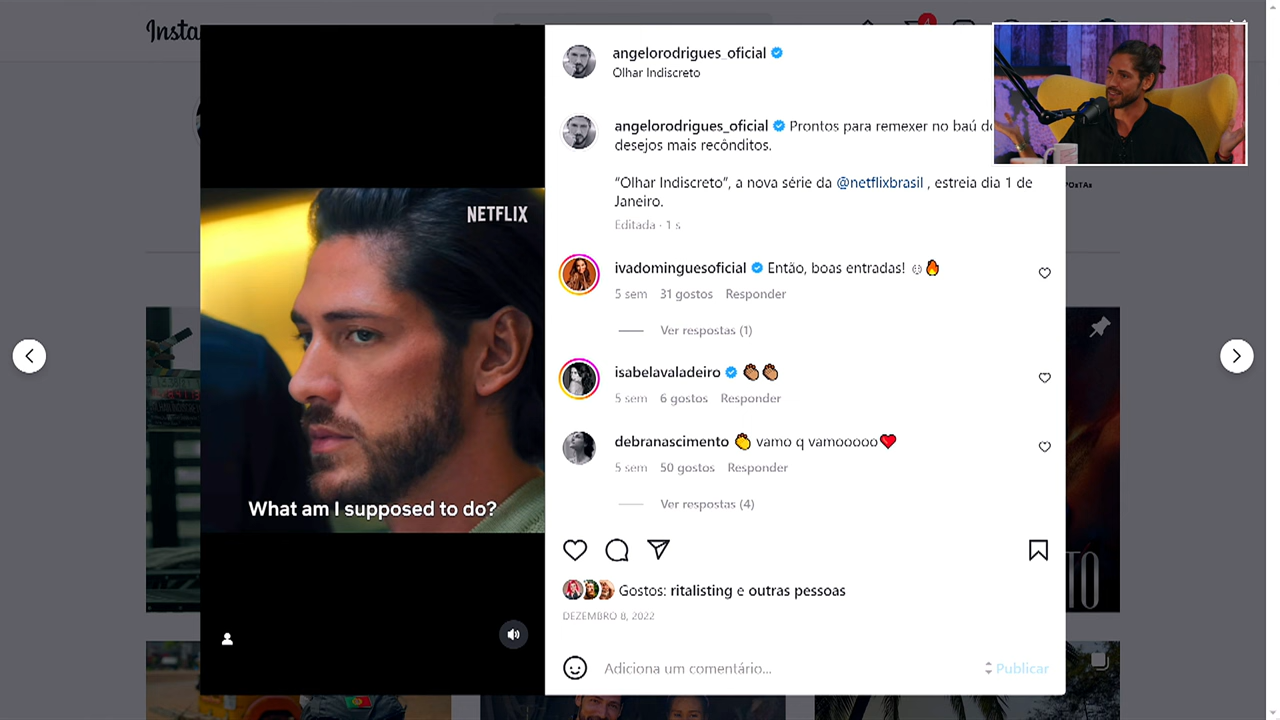 Insta
4
angelorodrigues_oficial
Olhar Indiscreto
angelorodrigues_oficial Prontos para remexer no baú
desejos mais recônditos.
“Olhar Indiscreto”, a nova série da @netflixbrasil , estreia dia 1 de
Janeiro.
Editada · 1 s
NETFLIX
ivadominguesoficial Então, boas entradas! 🔥
5 sem 31 gostos Responder
Ver respostas (1)
isabelavaladeiro 👏🏽👏🏽
5 sem 6 gostos Responder
debranascimento 👏 vamo q vamooooo❤️
5 sem 50 gostos Responder
Ver respostas (4)
What am I supposed to do?
Gostos: ritalisting e outras pessoas
DEZEMBRO 8, 2022
Adiciona um comentário...
Publicar